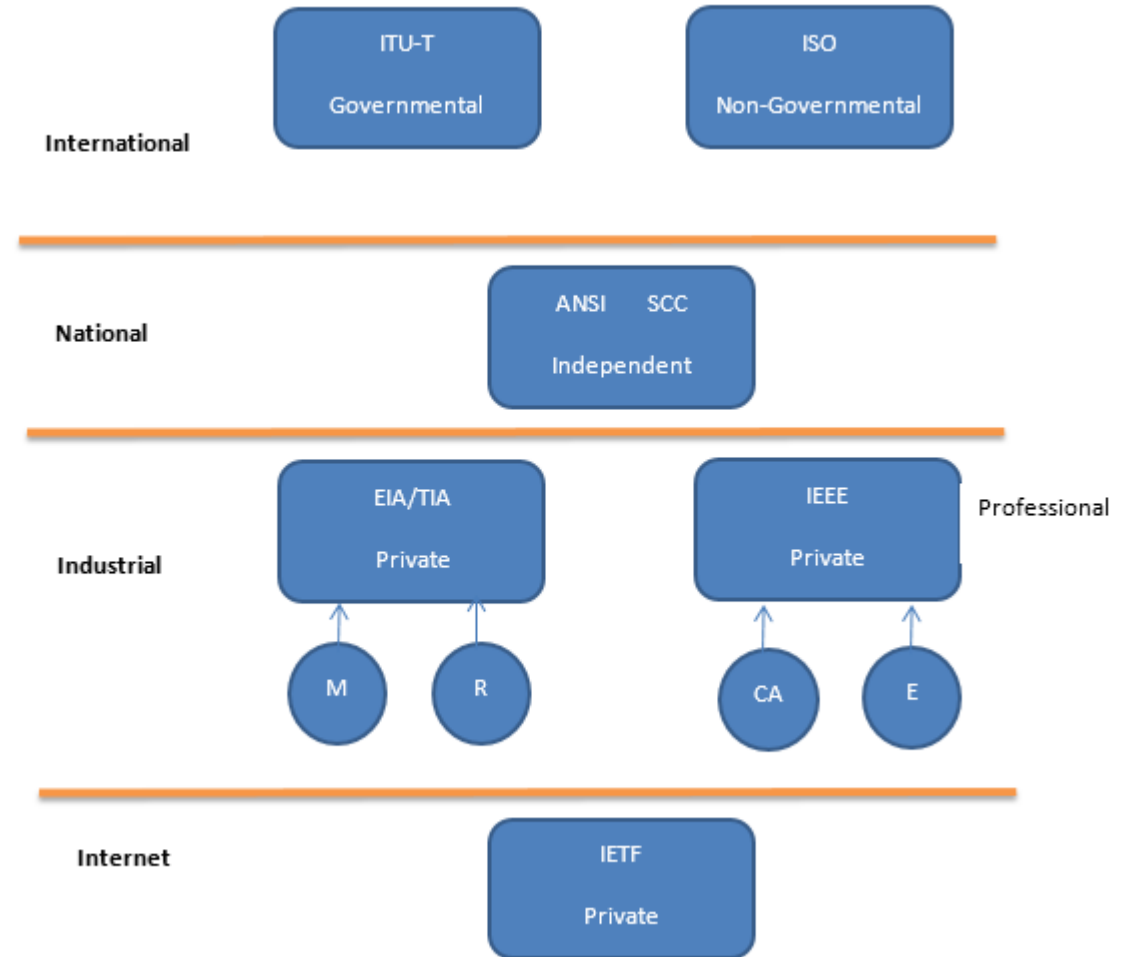 ITU-T
Governmental
ISO
Non-Governmental
International
ANSI SCC
Independent
National
EIA/TIA
Private
IEEE
Private
Professional
Industrial
M
R
CA
E
Internet
IETF
Private